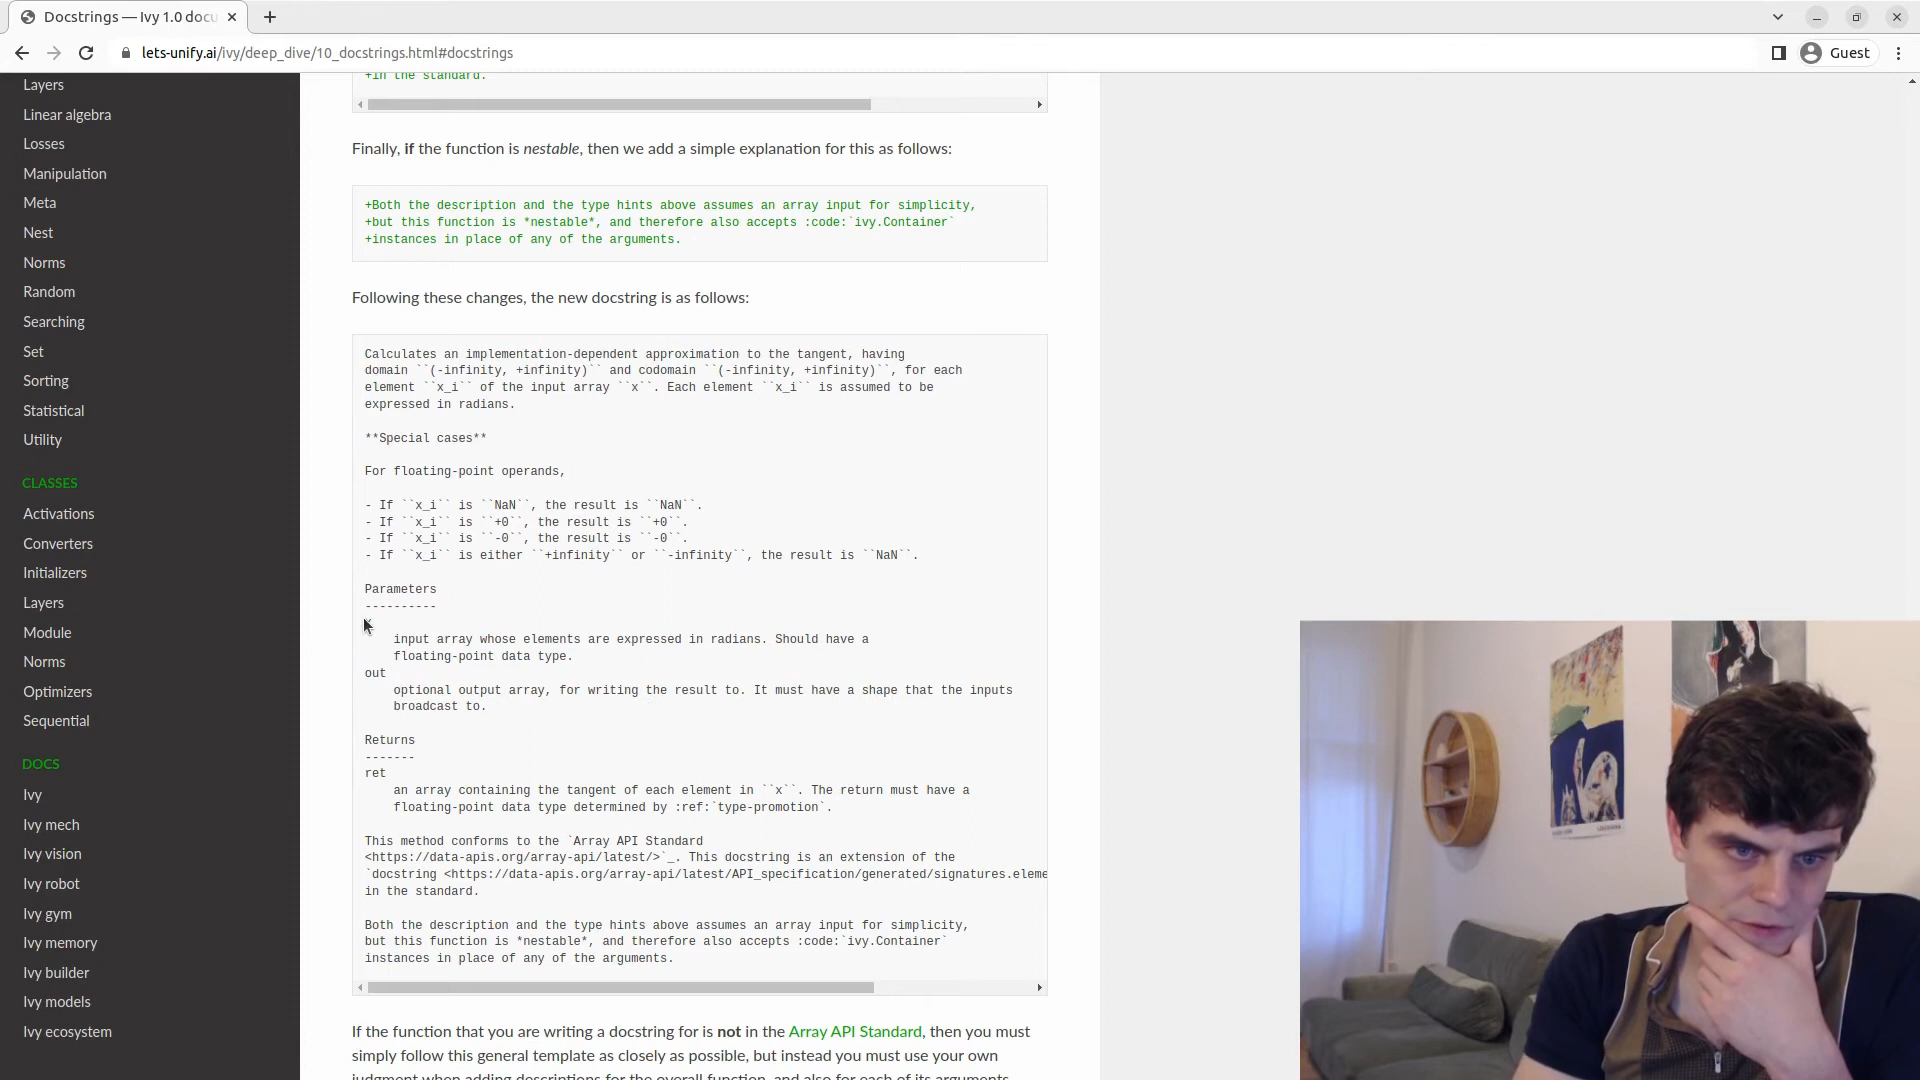 Docstrings — Ivy 1.0 docu
lets-unify.ai/ivy/deep_dive/10_docstrings.html#docstrings
Guest
Layers
Linear algebra
Losses
Manipulation
Meta
Nest
Norms
Random
Searching
Set
Sorting
Statistical
Utility
CLASSES
Activations
Converters
Initializers
Layers
Module
Norms
Optimizers
Sequential
DOCS
Ivy
Ivy mech
Ivy vision
Ivy robot
Ivy gym
Ivy memory
Ivy builder
Ivy models
Ivy ecosystem
+in the standard.
Finally, if the function is nestable, then we add a simple explanation for this as follows:
+Both the description and the type hints above assumes an array input for simplicity,
+but this function is *nestable*, and therefore also accepts :code:`ivy.Container`
+instances in place of any of the arguments.
Following these changes, the new docstring is as follows:
Calculates an implementation-dependent approximation to the tangent, having
domain ``(-infinity, +infinity)`` and codomain ``(-infinity, +infinity)``, for each
element ``x_i`` of the input array ``x``. Each element ``x_i`` is assumed to be
expressed in radians.
**Special cases**
For floating-point operands,
- If ``x_i`` is ``NaN``, the result is ``NaN``.
- If ``x_i`` is ``+0``, the result is ``+0``.
- If ``x_i`` is ``-0``, the result is ``-0``.
- If ``x_i`` is either ``+infinity`` or ``-infinity``, the result is ``NaN``.
Parameters
----------
input array whose elements are expressed in radians. Should have a
floating-point data type.
out
optional output array, for writing the result to. It must have a shape that the inputs
broadcast to.
Returns
-------
ret
an array containing the tangent of each element in ``x``. The return must have a
floating-point data type determined by :ref:`type-promotion`.
This method conforms to the `Array API Standard
<https://data-apis.org/array-api/latest/>`_. This docstring is an extension of the
`docstring <https://data-apis.org/array-api/latest/API_specification/generated/signatures.eleme
in the standard.
Both the description and the type hints above assumes an array input for simplicity,
but this function is *nestable*, and therefore also accepts :code:`ivy.Container`
instances in place of any of the arguments.
If the function that you are writing a docstring for is not in the Array API Standard, then you must
simply follow this general template as closely as possible, but instead you must use your own
judgment when adding descriptions for the overall function, and also for each of its arguments